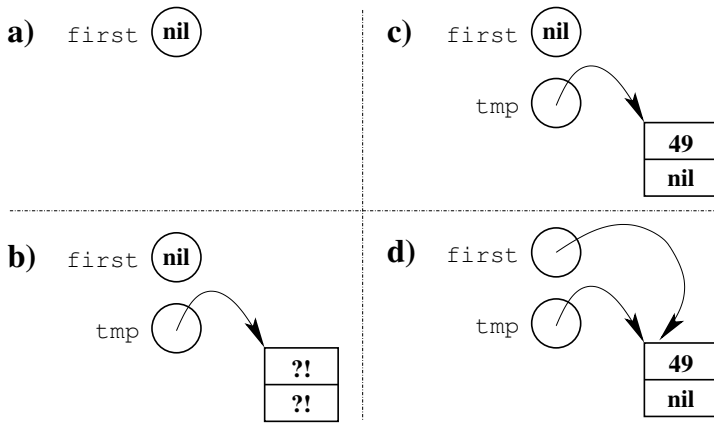 a) first nil
b) first nil
tmp
?!
?!
c) first nil
tmp
49
nil
d) first
tmp
49
nil